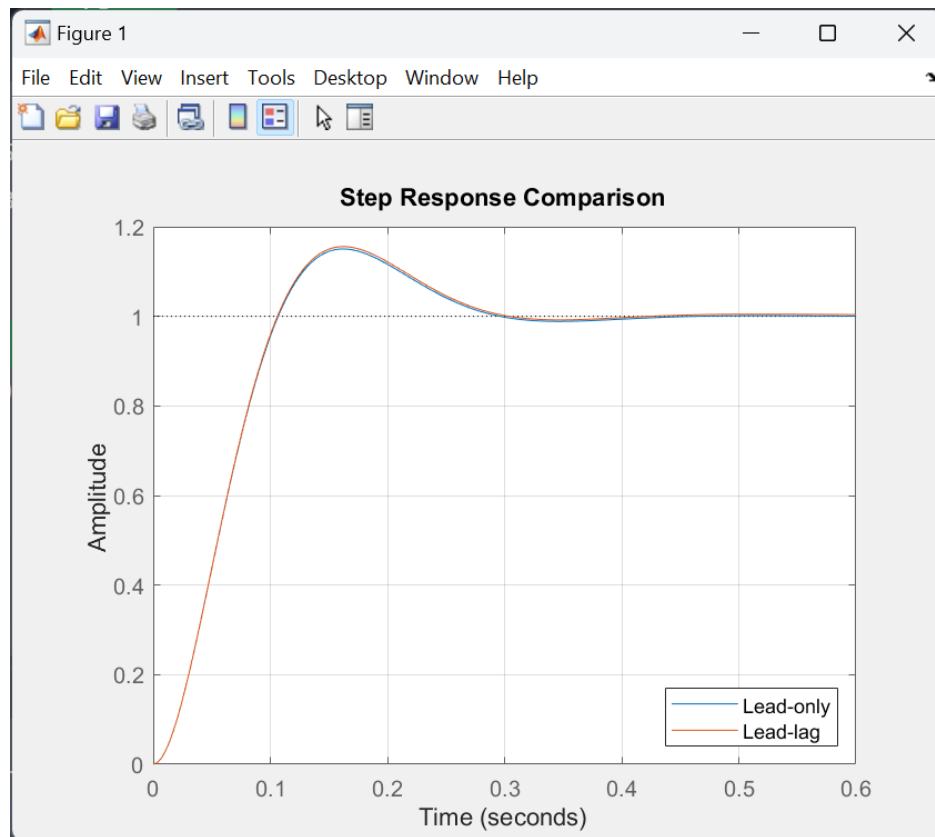 Figure 1
File Edit View Insert Tools Desktop Window Help
Step Response Comparison
1.2
1
0.8
0.6
0.4
0.2
0
Amplitude
Lead-only
Lead-lag
0 0.1 0.2 0.3 0.4 0.5 0.6
Time (seconds)